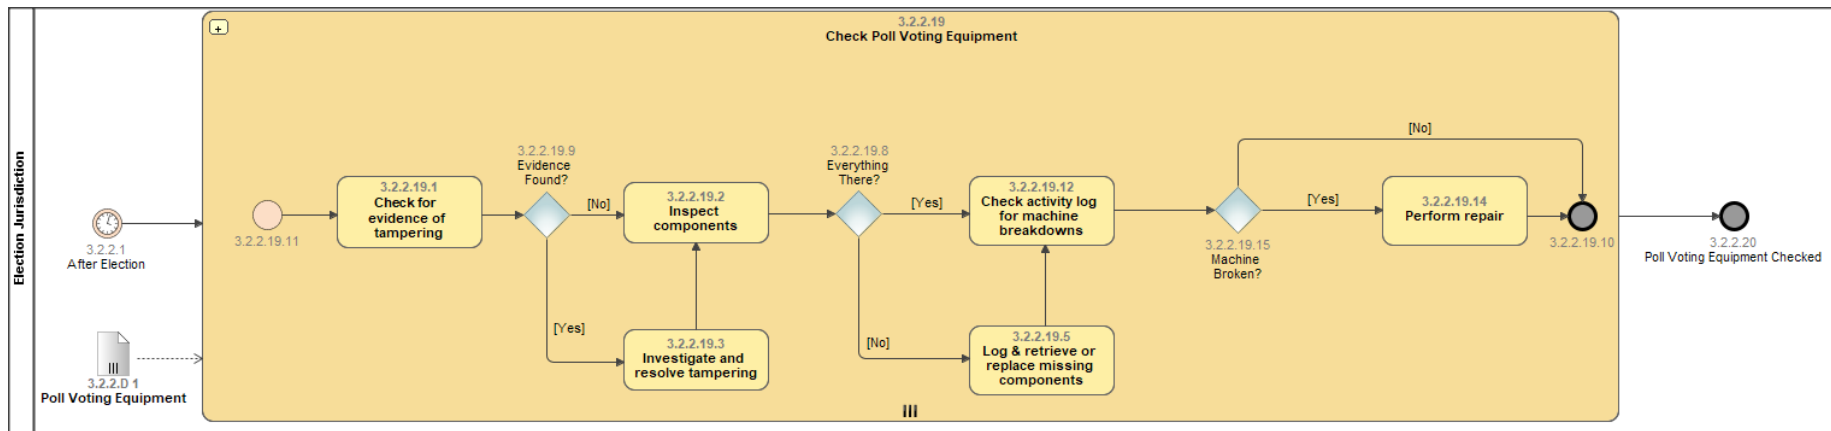 Election Jurisdiction
3.2.2.19
Check Poll Voting Equipment
3.2.2.1
After Election
3.2.2.D 1
Poll Voting Equipment
3.2.2.19.11
3.2.2.19.1
Check for
evidence of
tampering
3.2.2.19.9
Evidence
Found?
[No]
[Yes]
3.2.2.19.2
Inspect
components
3.2.2.19.3
Investigate and
resolve tampering
3.2.2.19.8
Everything
There?
[Yes]
[No]
3.2.2.19.12
Check activity log
for machine
breakdowns
3.2.2.19.5
Log & retrieve or
replace missing
components
3.2.2.19.15
Machine
Broken?
[No]
[Yes]
3.2.2.19.14
Perform repair
3.2.2.19.10
3.2.2.20
Poll Voting Equipment Checked